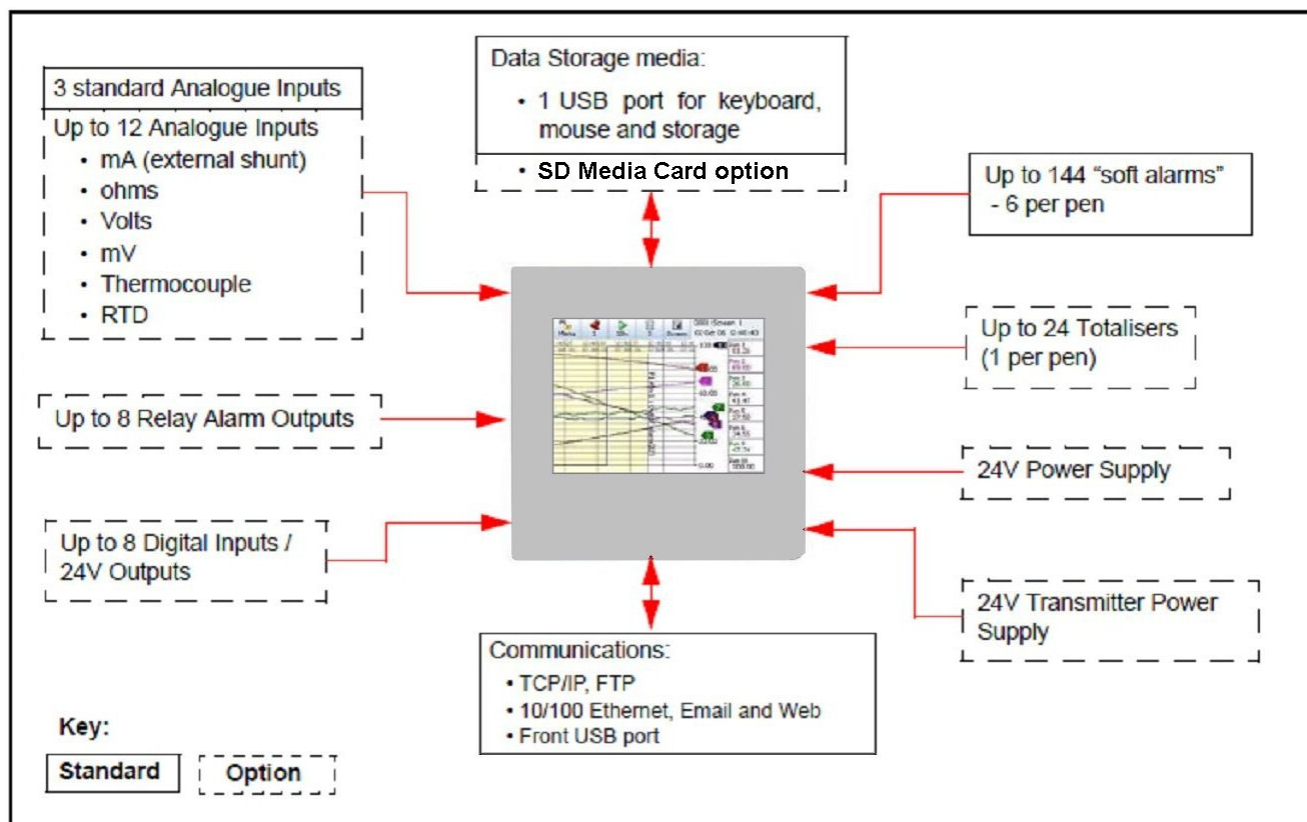 3 standard Analogue Inputs
Up to 12 Analogue Inputs
• mA (external shunt)
• ohms
• Volts
• mV
• Thermocouple
• RTD
Data Storage media:
• 1 USB port for keyboard,
mouse and storage
• SD Media Card option
Up to 144 “soft alarms”
- 6 per pen
Up to 24 Totalisers
(1 per pen)
Up to 8 Relay Alarm Outputs
24V Power Supply
Up to 8 Digital Inputs /
24V Outputs
24V Transmitter Power
Supply
Communications:
• TCP/IP, FTP
• 10/100 Ethernet, Email and Web
• Front USB port
Key:
Standard
Option